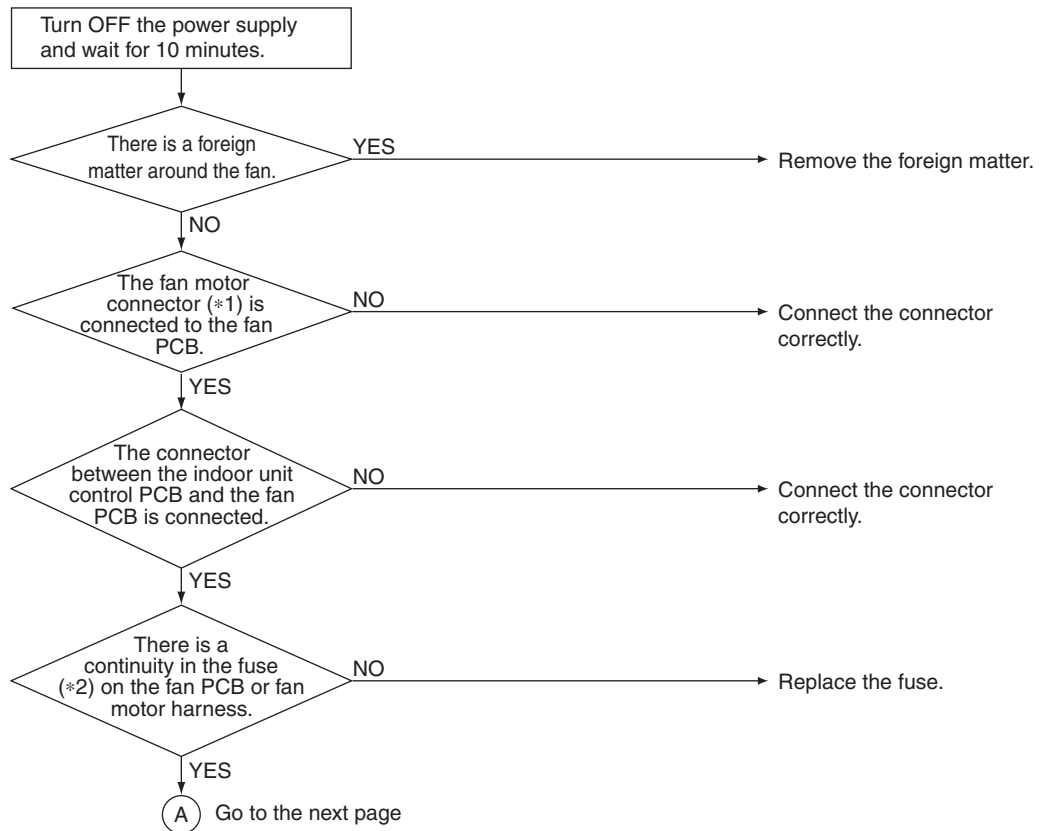 Turn OFF the power supply
and wait for 10 minutes.
There is a foreign
matter around the fan.
YES
Remove the foreign matter.
NO
The fan motor
connector (*1) is
connected to the fan
PCB.
NO
Connect the connector
correctly.
YES
The connector
between the indoor unit
control PCB and the fan
PCB is connected.
NO
Connect the connector
correctly.
YES
There is a
continuity in the fuse
(*2) on the fan PCB or fan
motor harness.
NO
Replace the fuse.
YES
A Go to the next page